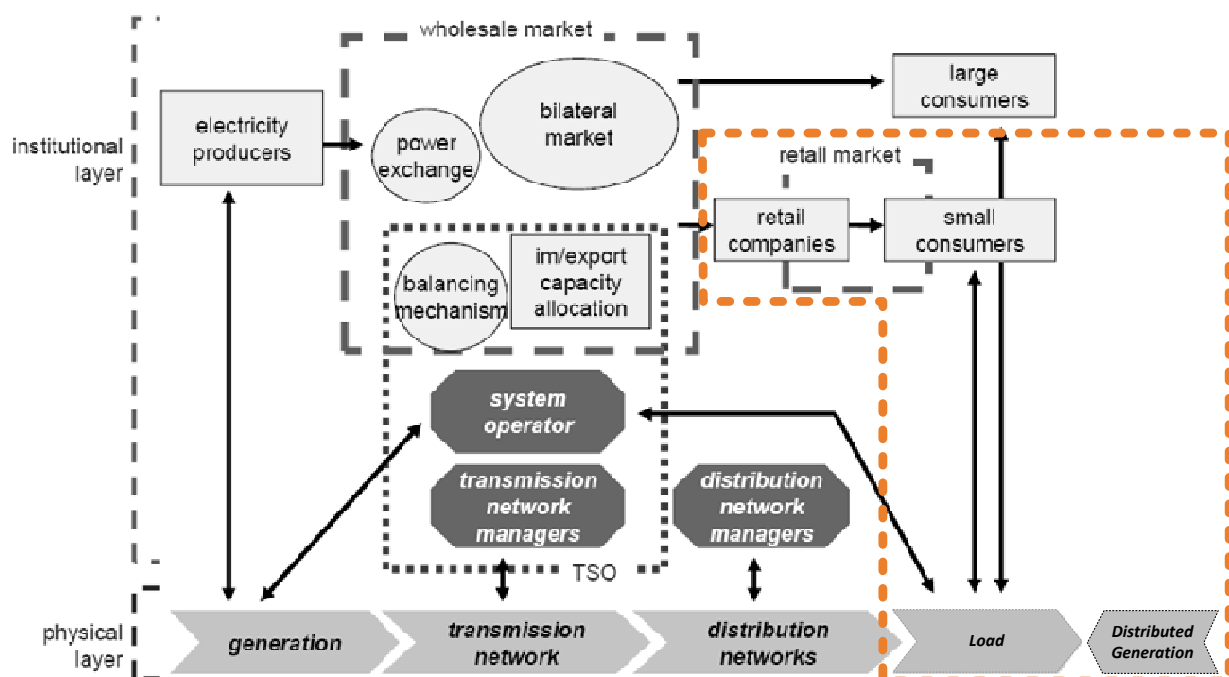 wholesale market
large
consumers
bilateral
market
electricity
producers
institutional
layer
power
exchange
retail market
retail
companies
small
consumers
im/export
capacity
allocation
balancing
mechanism
system
operator
transmission
network
managers
distribution
network
managers
TSO
physical
layer
generation
transmission
network
distribution
networks
Load
Distributed
Generation